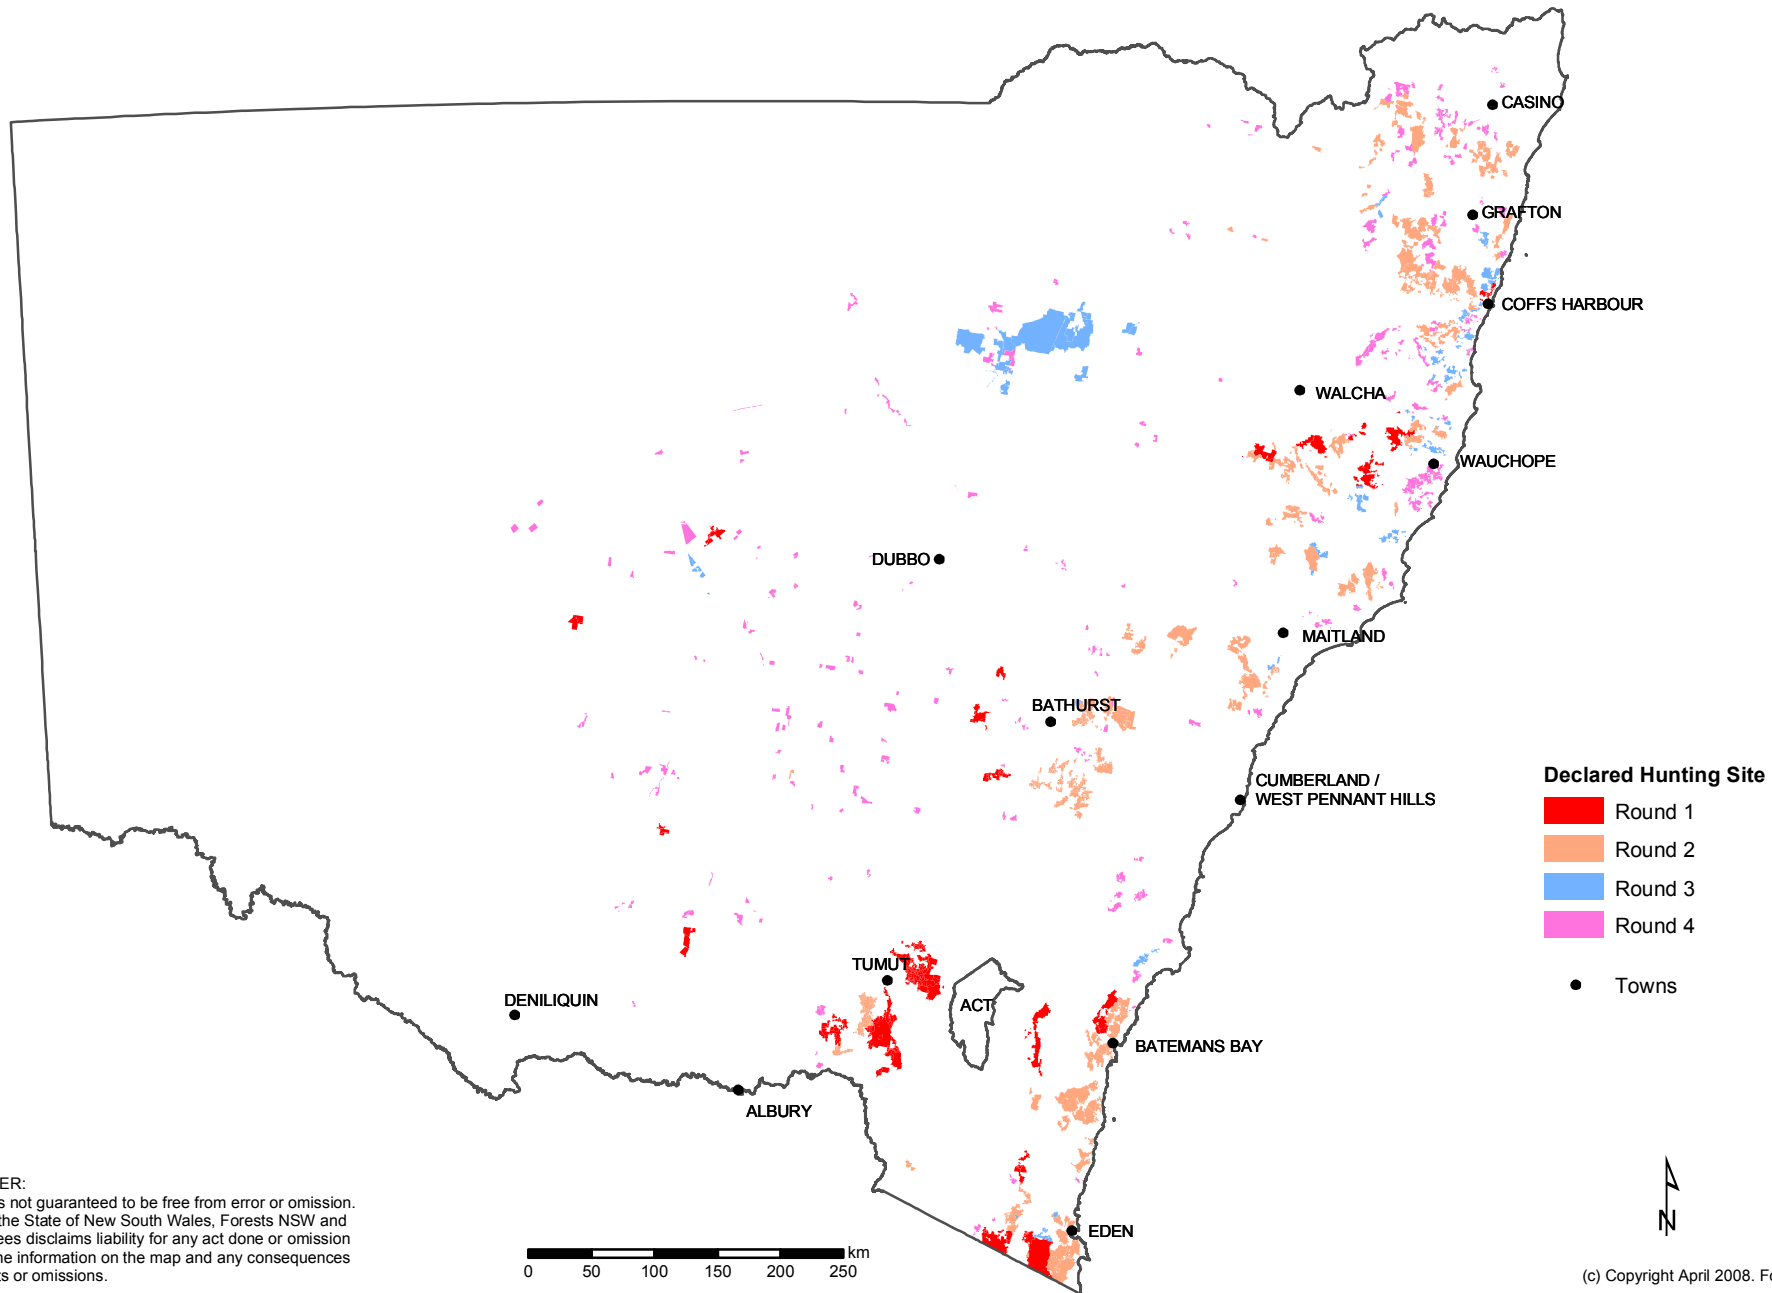 CASINO
GRAFTON
COFFS HARBOUR
WALCHA
WAUCHOPE
DUBBO
MAITLAND
BATHURST
CUMBERLAND /
WEST PENNANT HILLS
Declared Hunting Site
Round 1
Round 2
Round 3
Round 4
Towns
TUMUT
ACT
DENILIQUIN
BATEMANS BAY
ALBURY
EDEN
ER:
s not guaranteed to be free from error or omission.
the State of New South Wales, Forests NSW and
ees disclaims liability for any act done or omission
ne information on the map and any consequences
ts or omissions.
km
0 50 100 150 200 250
N
(c) Copyright April 2008. Fo